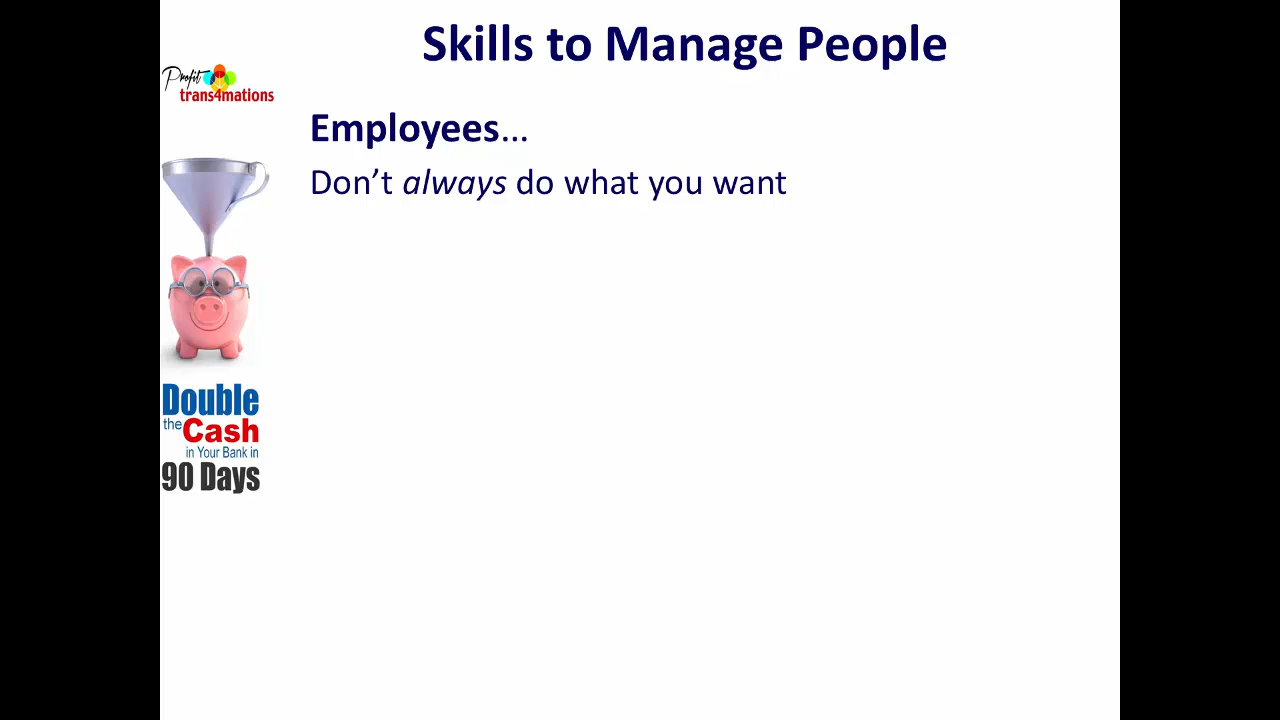 Skills to Manage People
Profit
trans4mations
Employees...
Don't always do what you want
Double
the Cash
in Your Bank in
90 Days